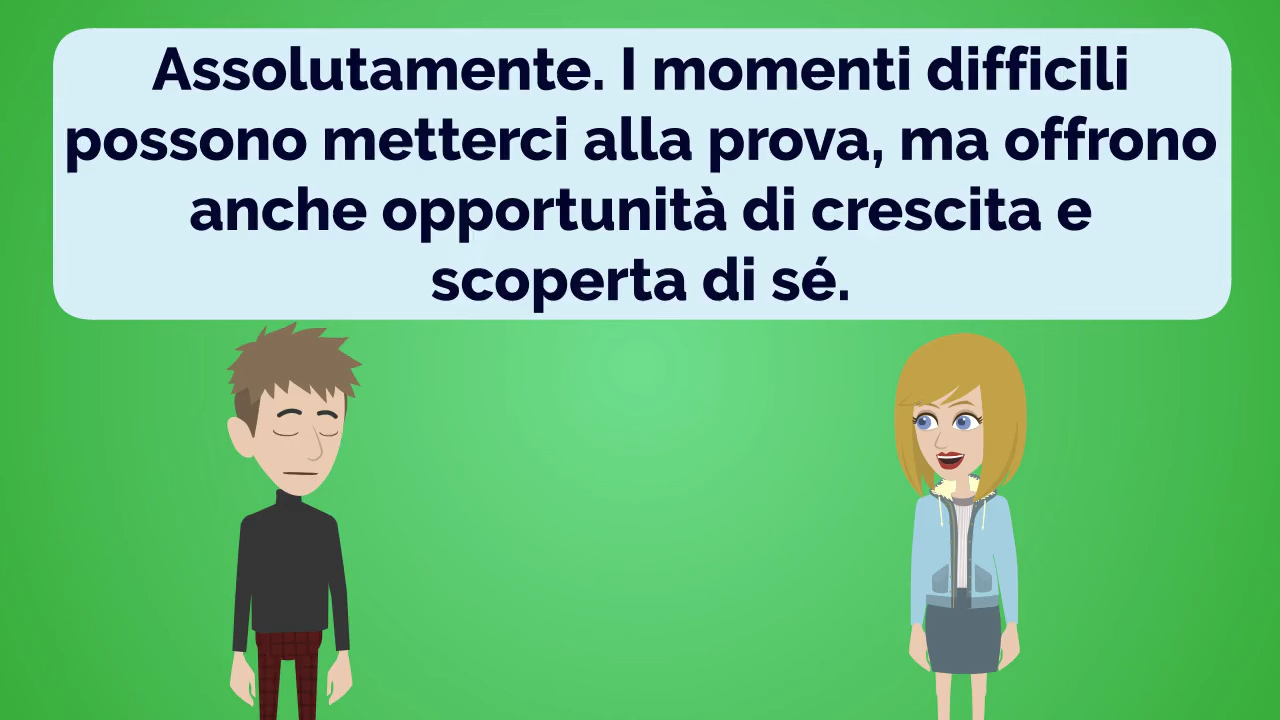 Assolutamente. I momenti difficili
possono metterci alla prova, ma offrono
anche opportunità di crescita e
scoperta di sé.